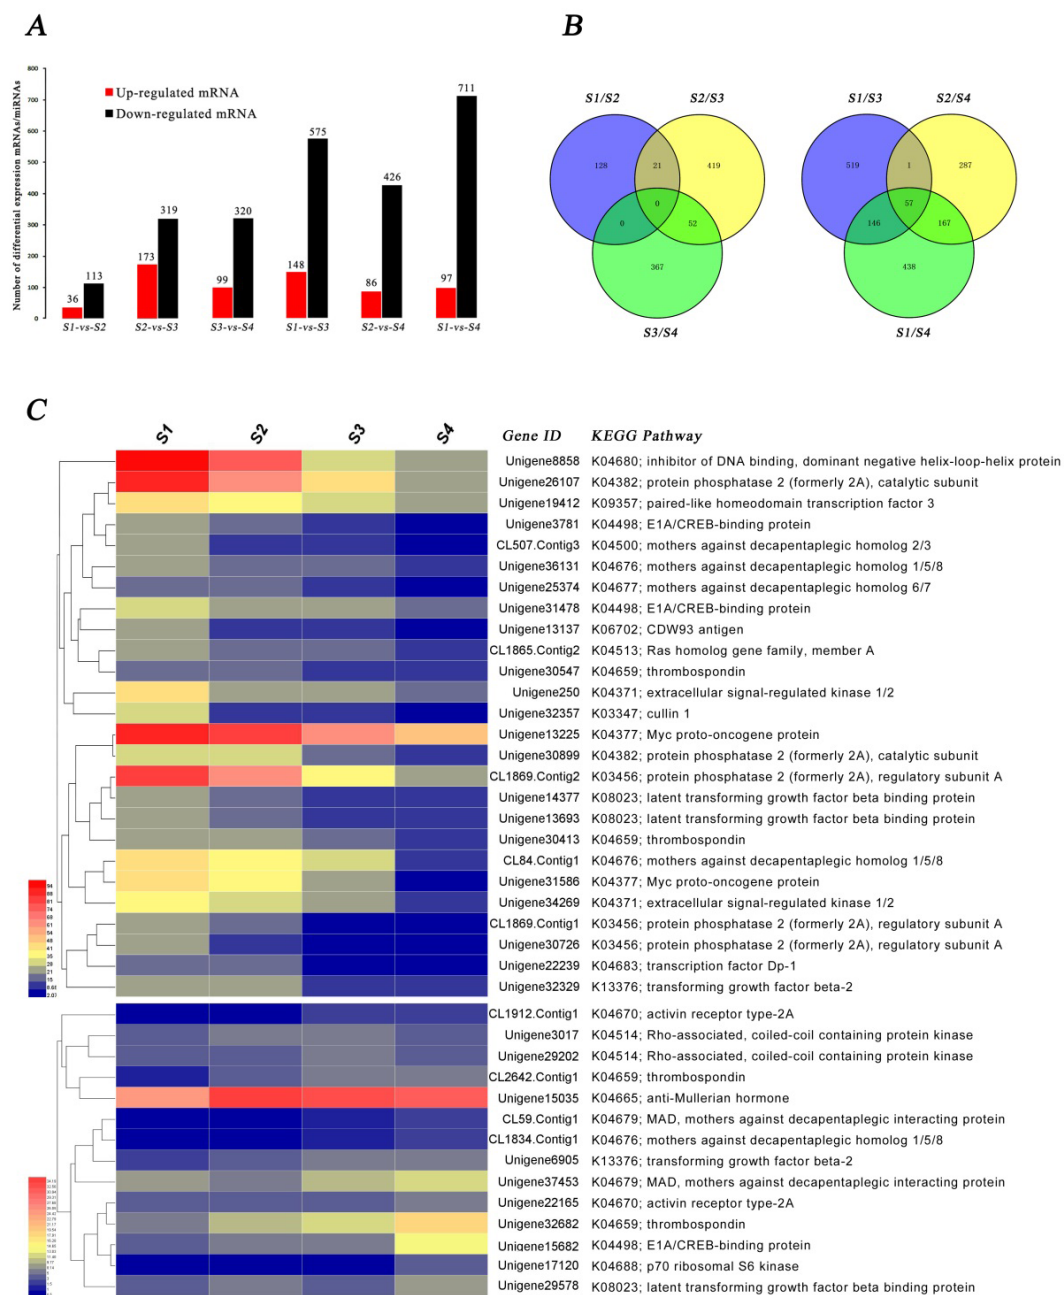 A
Number of differential expression mRNAs/miRNAs
800
700
600
500
400
300
200
100
0
Up-regulated mRNA
Down-regulated mRNA
36
113
173
319
99
320
148
575
86
426
97
711
S1-vs-S2
S2-vs-S3
S3-vs-S4
S1-vs-S3
S2-vs-S4
S1-vs-S4
B
S1/S2
S2/S3
128
21
419
0
0
52
367
S3/S4
S1/S3
S2/S4
519
1
287
57
146
167
438
S1/S4
C
S1 S2 S3 S4
Gene ID KEGG Pathway
Unigene8858 K04680; inhibitor of DNA binding, dominant negative helix-loop-helix protein
Unigene26107 K04382; protein phosphatase 2 (formerly 2A), catalytic subunit
Unigene19412 K09357; paired-like homeodomain transcription factor 3
Unigene3781 K04498; E1A/CREB-binding protein
CL507.Contig3 K04500; mothers against decapentaplegic homolog 2/3
Unigene36131 K04676; mothers against decapentaplegic homolog 1/5/8
Unigene25374 K04677; mothers against decapentaplegic homolog 6/7
Unigene31478 K04498; E1A/CREB-binding protein
Unigene13137 K06702; CDW93 antigen
CL1865.Contig2 K04513; Ras homolog gene family, member A
Unigene30547 K04659; thrombospondin
Unigene250 K04371; extracellular signal-regulated kinase 1/2
Unigene32357 K03347; cullin 1
Unigene13225 K04377; Myc proto-oncogene protein
Unigene30899 K04382; protein phosphatase 2 (formerly 2A), catalytic subunit
CL1869.Contig2 K03456; protein phosphatase 2 (formerly 2A), regulatory subunit A
Unigene14377 K08023; latent transforming growth factor beta binding protein
Unigene13693 K08023; latent transforming growth factor beta binding protein
Unigene30413 K04659; thrombospondin
CL84.Contig1 K04676; mothers against decapentaplegic homolog 1/5/8
Unigene31586 K04377; Myc proto-oncogene protein
Unigene34269 K04371; extracellular signal-regulated kinase 1/2
CL1869.Contig1 K03456; protein phosphatase 2 (formerly 2A), regulatory subunit A
Unigene30726 K03456; protein phosphatase 2 (formerly 2A), regulatory subunit A
Unigene22239 K04683; transcription factor Dp-1
Unigene32329 K13376; transforming growth factor beta-2
94
88
81
74
68
61
54
48
41
35
28
21
15
CL1912.Contig1 K04670; activin receptor type-2A
Unigene3017 K04514; Rho-associated, coiled-coil containing protein kinase
Unigene29202 K04514; Rho-associated, coiled-coil containing protein kinase
CL2642.Contig1 K04659; thrombospondin
Unigene15035 K04665; anti-Mullerian hormone
CL59.Contig1 K04679; MAD, mothers against decapentaplegic interacting protein
CL1834.Contig1 K04676; mothers against decapentaplegic homolog 1/5/8
Unigene6905 K13376; transforming growth factor beta-2
Unigene37453 K04679; MAD, mothers against decapentaplegic interacting protein
Unigene22165 K04670; activin receptor type-2A
Unigene32682 K04659; thrombospondin
Unigene15682 K04498; E1A/CREB-binding protein
Unigene17120 K04688; p70 ribosomal S6 kinase
Unigene29578 K08023; latent transforming growth factor beta binding protein